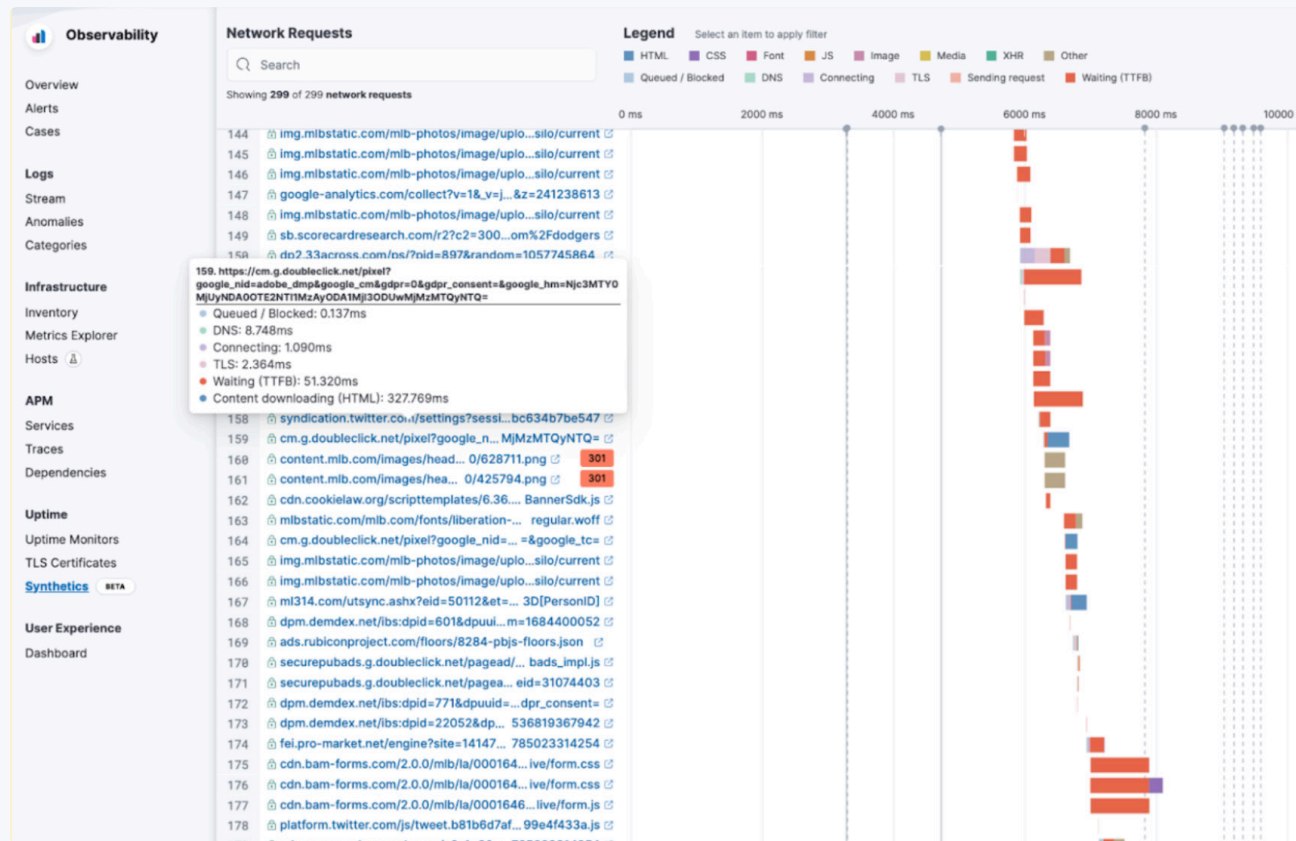 Observability
Overview
Alerts
Cases
Logs
Stream
Anomalies
Categories
Infrastructure
Inventory
Metrics Explorer
Hosts
APM
Services
Traces
Dependencies
Uptime
Uptime Monitors
TLS Certificates
Synthetics BETA
User Experience
Dashboard
Network Requests
Search
Showing 299 of 299 network requests
Legend Select an item to apply filter
HTML CSS Font JS Image Media XHR Other
Queued / Blocked DNS Connecting TLS Sending request Waiting (TTFB)
0 ms 2000 ms 4000 ms 6000 ms 8000 ms 10000
144 img.mlbstatic.com/mlb-photos/image/uplo...silo/current
145 img.mlbstatic.com/mlb-photos/image/uplo...silo/current
146 img.mlbstatic.com/mlb-photos/image/uplo...silo/current
147 google-analytics.com/collect?v=1&_v=j...&z=241238613
148 img.mlbstatic.com/mlb-photos/image/uplo...silo/current
149 sb.scorecardresearch.com/r2?c2=300...om%2Fdodgers
150 dp2.33across.com/ps/?pid=897&random=1057745864
159. https://cm.g.doubleclick.net/pixel?
google_nid=adobe_dmp&google_cm&gdpr=0&gdpr_consent=&google_hm=Njc3MTY0
MjUyNDA0OTE2NTI1MzAyODA1Mjl3ODUwMjMzMTQyNTQ=
Queued / Blocked: 0.137ms
DNS: 8.748ms
Connecting: 1.090ms
TLS: 2.364ms
Waiting (TTFB): 51.320ms
Content downloading (HTML): 327.769ms
158 syndication.twitter.com/settings?sessi...bc634b7be547
159 cm.g.doubleclick.net/pixel?google_n... MjMzMTQyNTQ=
160 content.mlb.com/images/head... 0/628711.png 301
161 content.mlb.com/images/hea... 0/425794.png 301
162 cdn.cookielaw.org/scripttemplates/6.36.... BannerSdk.js
163 mlbstatic.com/mlb.com/fonts/liberation-... regular.woff
164 cm.g.doubleclick.net/pixel?google_nid=... =&google_tc=
165 img.mlbstatic.com/mlb-photos/image/uplo...silo/current
166 img.mlbstatic.com/mlb-photos/image/uplo...silo/current
167 ml314.com/utsync.ashx?eid=50112&et=... 3D[PersonID]
168 dpm.demdex.net/ibs:dpid=601&dpuui...m=1684400052
169 ads.rubiconproject.com/floors/8284-pbjs-floors.json
170 securepubads.g.doubleclick.net/pagead/... bads_impl.js
171 securepubads.g.doubleclick.net/pagea... eid=31074403
172 dpm.demdex.net/ibs:dpid=771&dpuuid=...dpr_consent=
173 dpm.demdex.net/ibs:dpid=22052&dp... 536819367942
174 fei.pro-market.net/engine?site=14147... 785023314254
175 cdn.bam-forms.com/2.0.0/mlb/la/000164... ive/form.css
176 cdn.bam-forms.com/2.0.0/mlb/la/000164... ive/form.css
177 cdn.bam-forms.com/2.0.0/mlb/la/0001646... live/form.js
178 platform.twitter.com/js/tweet.b81b6d7af... 99e4f433a.js